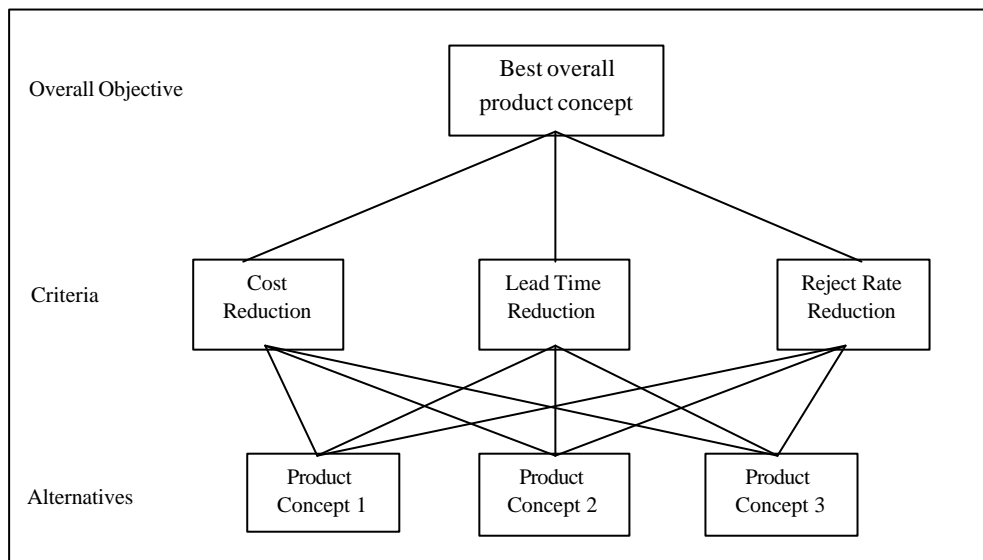 Overall Objective
Best overall
product concept
Criteria
Cost
Reduction
Lead Time
Reduction
Reject Rate
Reduction
Alternatives
Product
Concept 1
Product
Concept 2
Product
Concept 3